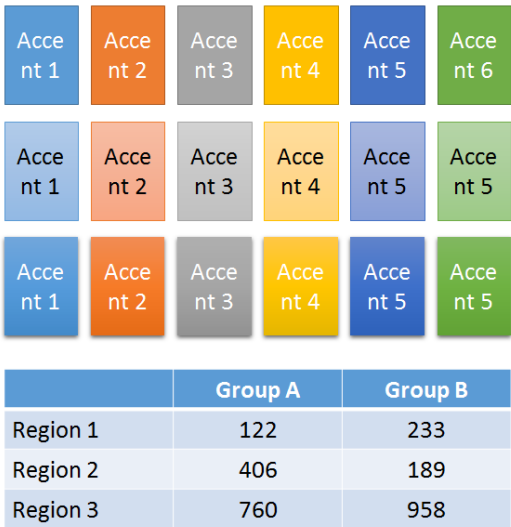 Acce Acce Acce Acce Acce Acce
nt 1 nt 2 nt 3 nt 4 nt 5 nt 6
Acce Acce Acce Acce Acce Acce
nt 1 nt 2 nt 3 nt 4 nt 5 nt 5
Acce Acce Acce Acce Acce Acce
nt 1 nt 2 nt 3 nt 4 nt 5 nt 5
Group A Group B
Region 1 122 233
Region 2 406 189
Region 3 760 958